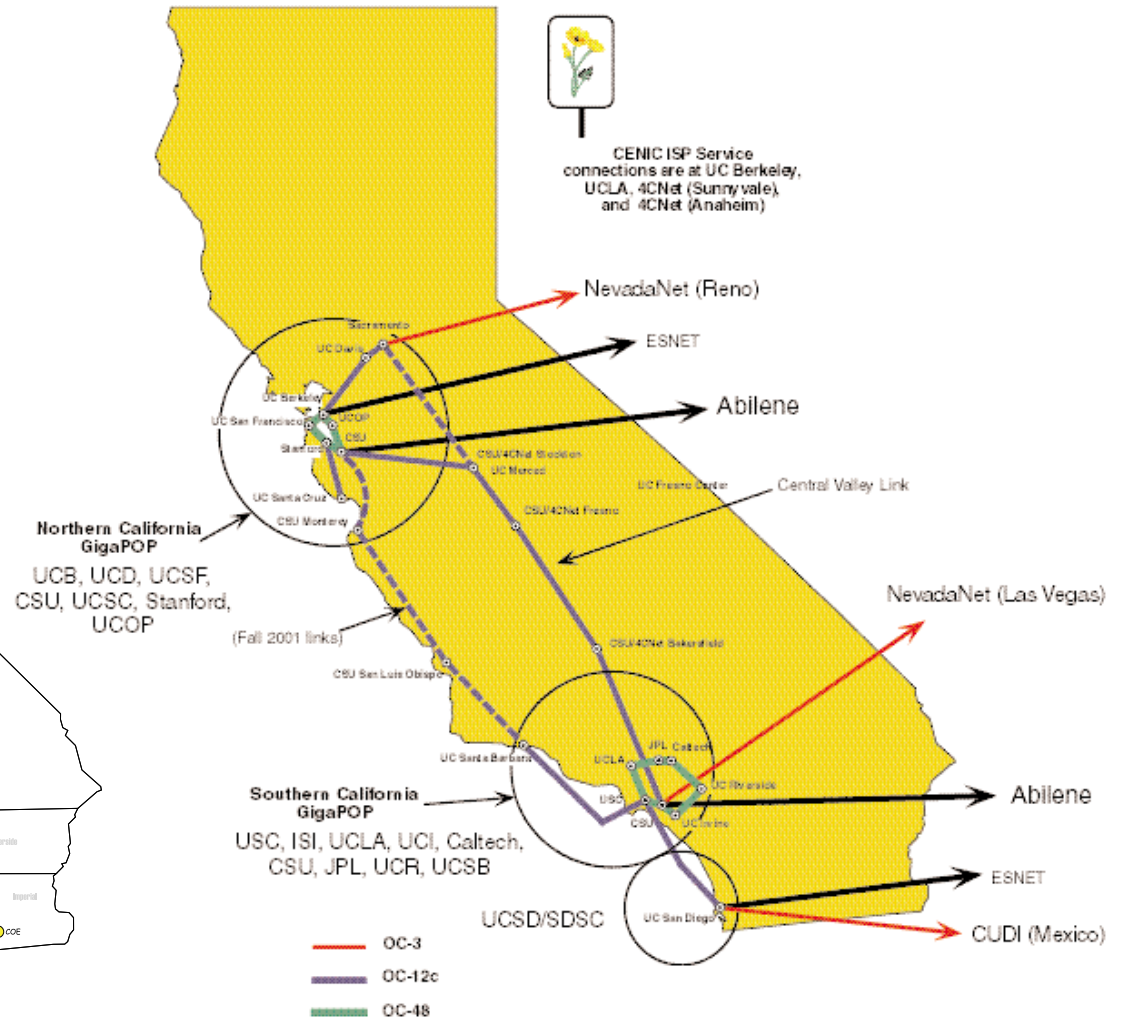 CENIC ISP Service
connections are at UC Berkeley,
UCLA, 4CNet (Sunnyvale),
and 4CNet (Anaheim)
NevadaNet (Reno)
Sacramento
ESNET
UC Davis
Abilene
UC Berkeley
UC San Francisco
UCOP
CSU
Stanford
CSU/4CNet Stockton
UC Merced
UC Fresno Center
Central Valley Link
UC Santa Cruz
CSU/4CNet Fresno
CSU Monterey
Northern California
GigaPOP
UCB, UCD, UCSF,
CSU, UCSC, Stanford,
UCOP
NevadaNet (Las Vegas)
(Fall 2001 links)
CSU/4CNet Bakersfield
CSU San Luis Obispo
UC Santa Barbara
JPL
Caltech
UCLA
UC Riverside
Southern California
GigaPOP
USC
Abilene
CSU
UC Irvine
USC, ISI, UCLA, UCI, Caltech,
CSU, JPL, UCR, UCSB
ESNET
Imperial
UCSD/SDSC
UC San Diego
COE
CUDI (Mexico)
OC-3
OC-12c
OC-48